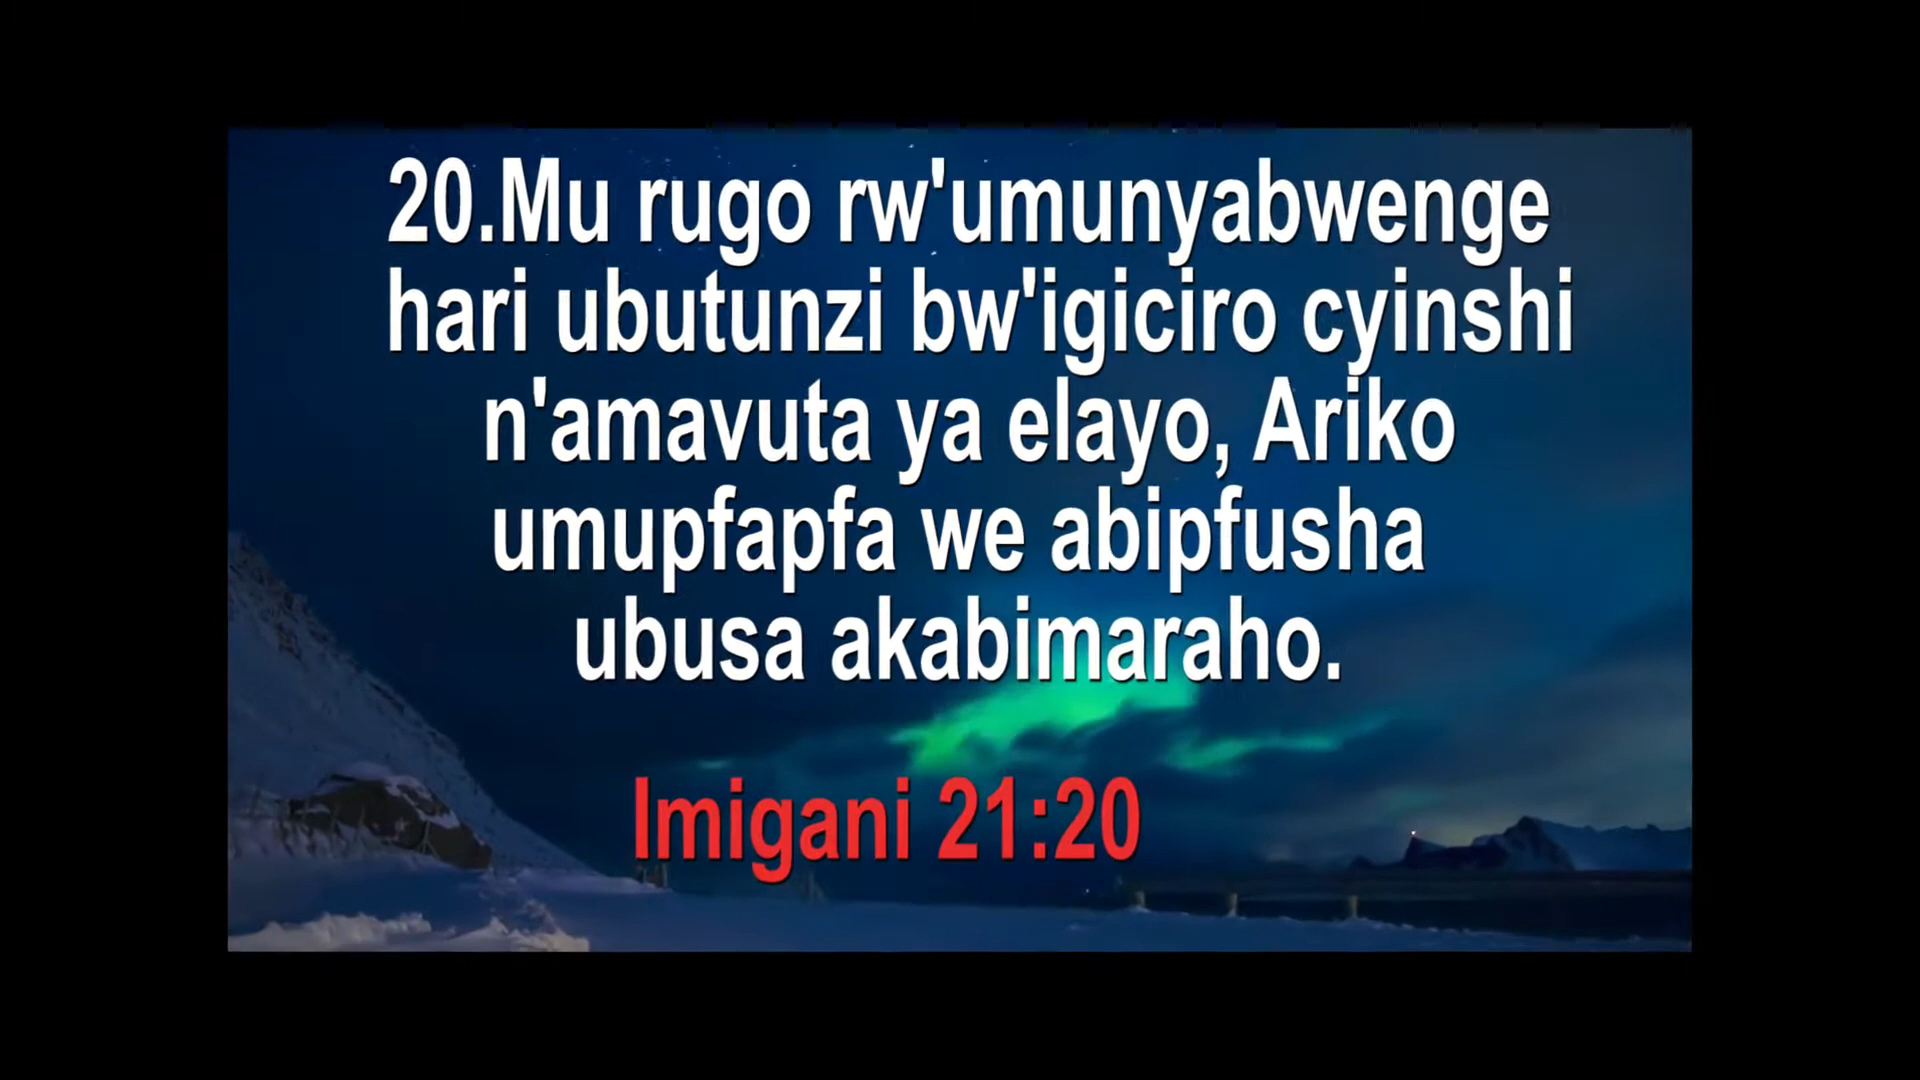 20.Mu rugo rw'umunyabwenge
hari ubutunzi bw'igiciro cyinshi
n'amavuta ya elayo, Ariko
umupfapfa we abipfusha
ubusa akabimaraho.
Imigani 21:20